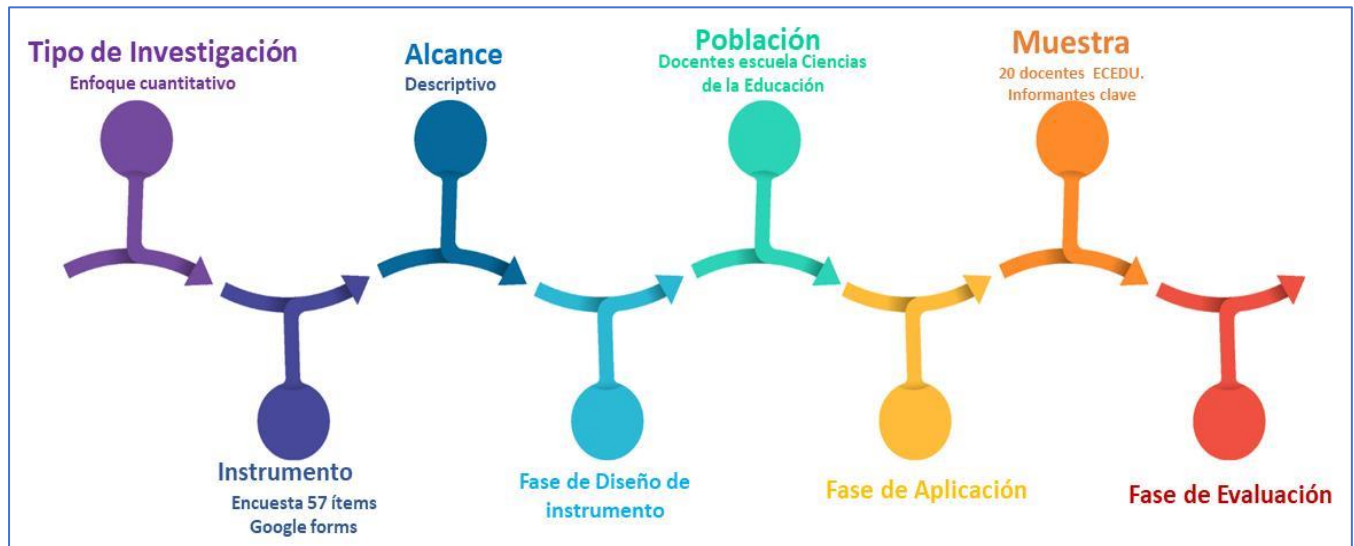 Tipo de Investigación
Enfoque cuantitativo
Alcance
Descriptivo
Población
Docentes escuela Ciencias
de la Educación
Muestra
20 docentes ECEDU.
Informantes clave
Instrumento
Encuesta 57 ítems
Google forms
Fase de Diseño de
instrumento
Fase de Aplicación
Fase de Evaluación